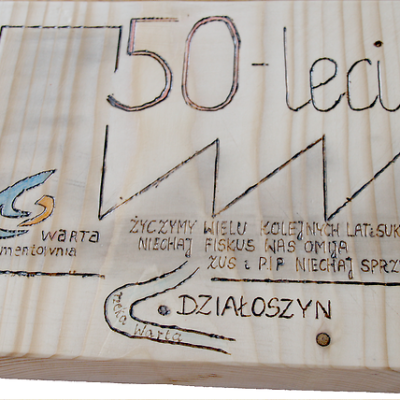 50-leci
WARTA
mentownia
ŻYCZYMY WIELU KOLEJNYCH LAT i SUK
NIECHAJ FISKUS WAS OMIJA
ZUS i PIP NIECHAJ SPRZ
rzeka Warta
DZIAŁOSZYN